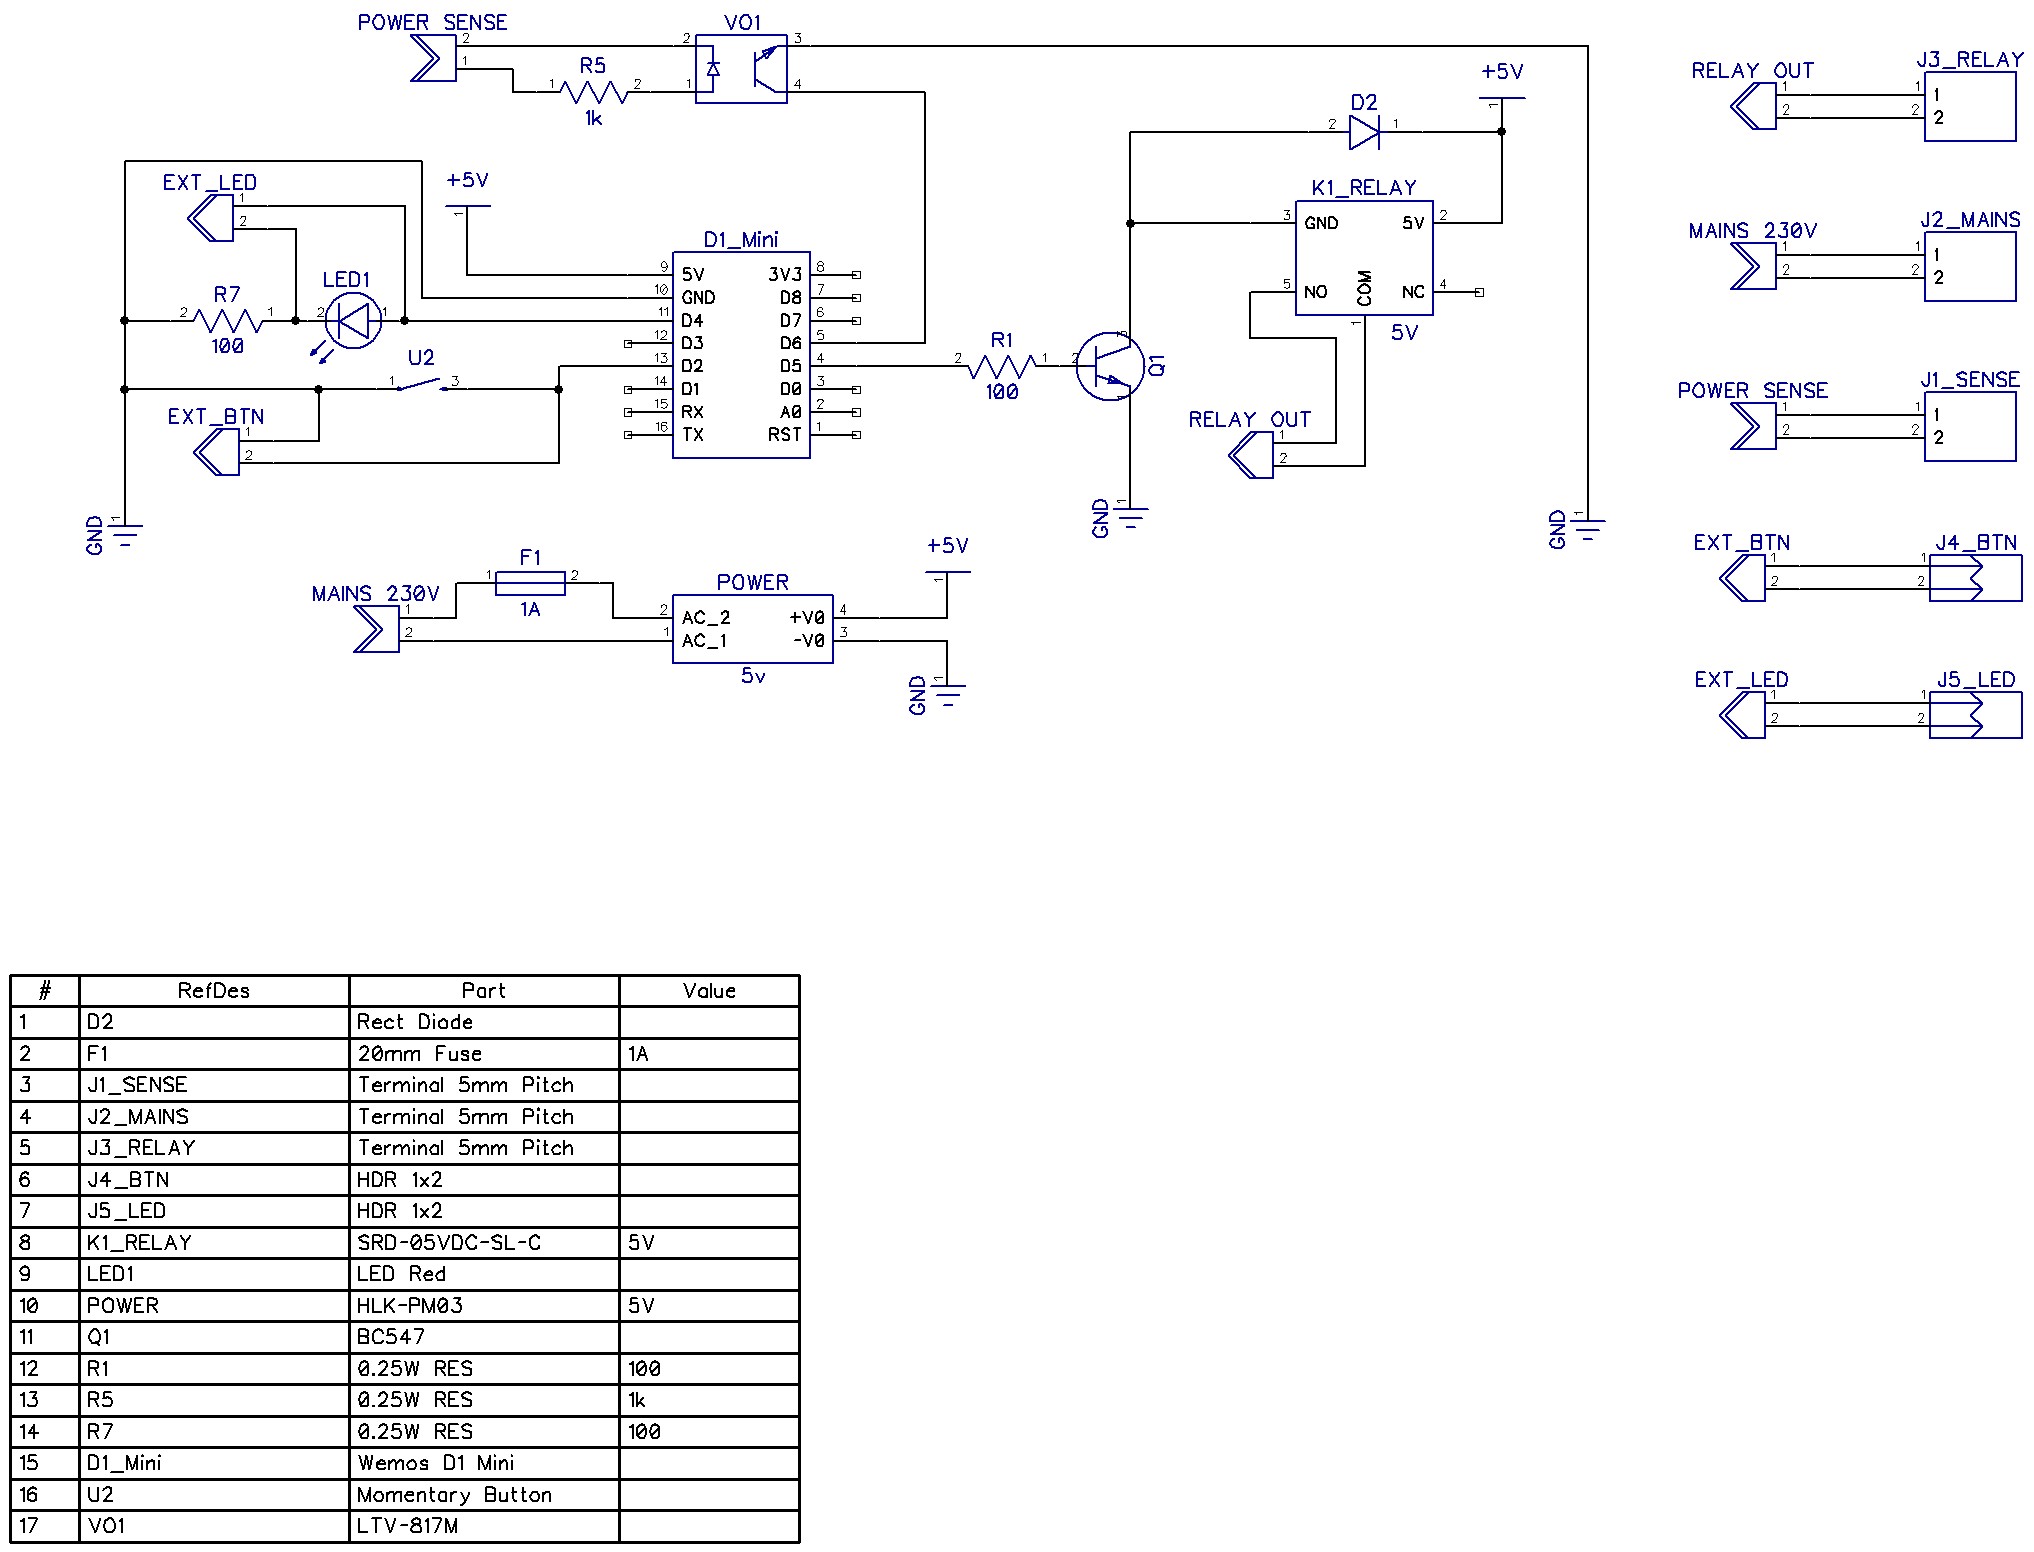 POWER SENSE
2
1
1 R5 2
1k
VO1
2 3
1 4
+5V
1
D2
2 1
K1_RELAY
3 GND 5V 2
5 NO COM NC 4
1
5V
EXT_LED
1
2
+5V
1
D1_Mini
9 5V 3V3 8
10 GND D8 7
11 D4 D7 6
12 D3 D6 5
13 D2 D5 4
14 D1 D0 3
15 RX A0 2
16 TX RST 1
R7
2 1
100
LED1
2 1
U2
1 3
EXT_BTN
1
2
GND 1
R1
2 1
100
Q1
2
3
1
RELAY OUT
1
2
GND 1
GND 1
MAINS 230V
1
2
F1
1 2
1A
POWER
2 AC_2 +V0 4
1 AC_1 -V0 3
5v
+5V
1
GND 1
RELAY OUT J3_RELAY
1 1 1
2 2 2
MAINS 230V J2_MAINS
1 1 1
2 2 2
POWER SENSE J1_SENSE
1 1 1
2 2 2
EXT_BTN J4_BTN
1 1
2 2
EXT_LED J5_LED
1 1
2 2
# RefDes Part Value
1 D2 Rect Diode
2 F1 20mm Fuse 1A
3 J1_SENSE Terminal 5mm Pitch
4 J2_MAINS Terminal 5mm Pitch
5 J3_RELAY Terminal 5mm Pitch
6 J4_BTN HDR 1x2
7 J5_LED HDR 1x2
8 K1_RELAY SRD-05VDC-SL-C 5V
9 LED1 LED Red
10 POWER HLK-PM03 5V
11 Q1 BC547
12 R1 0.25W RES 100
13 R5 0.25W RES 1k
14 R7 0.25W RES 100
15 D1_Mini Wemos D1 Mini
16 U2 Momentary Button
17 VO1 LTV-817M